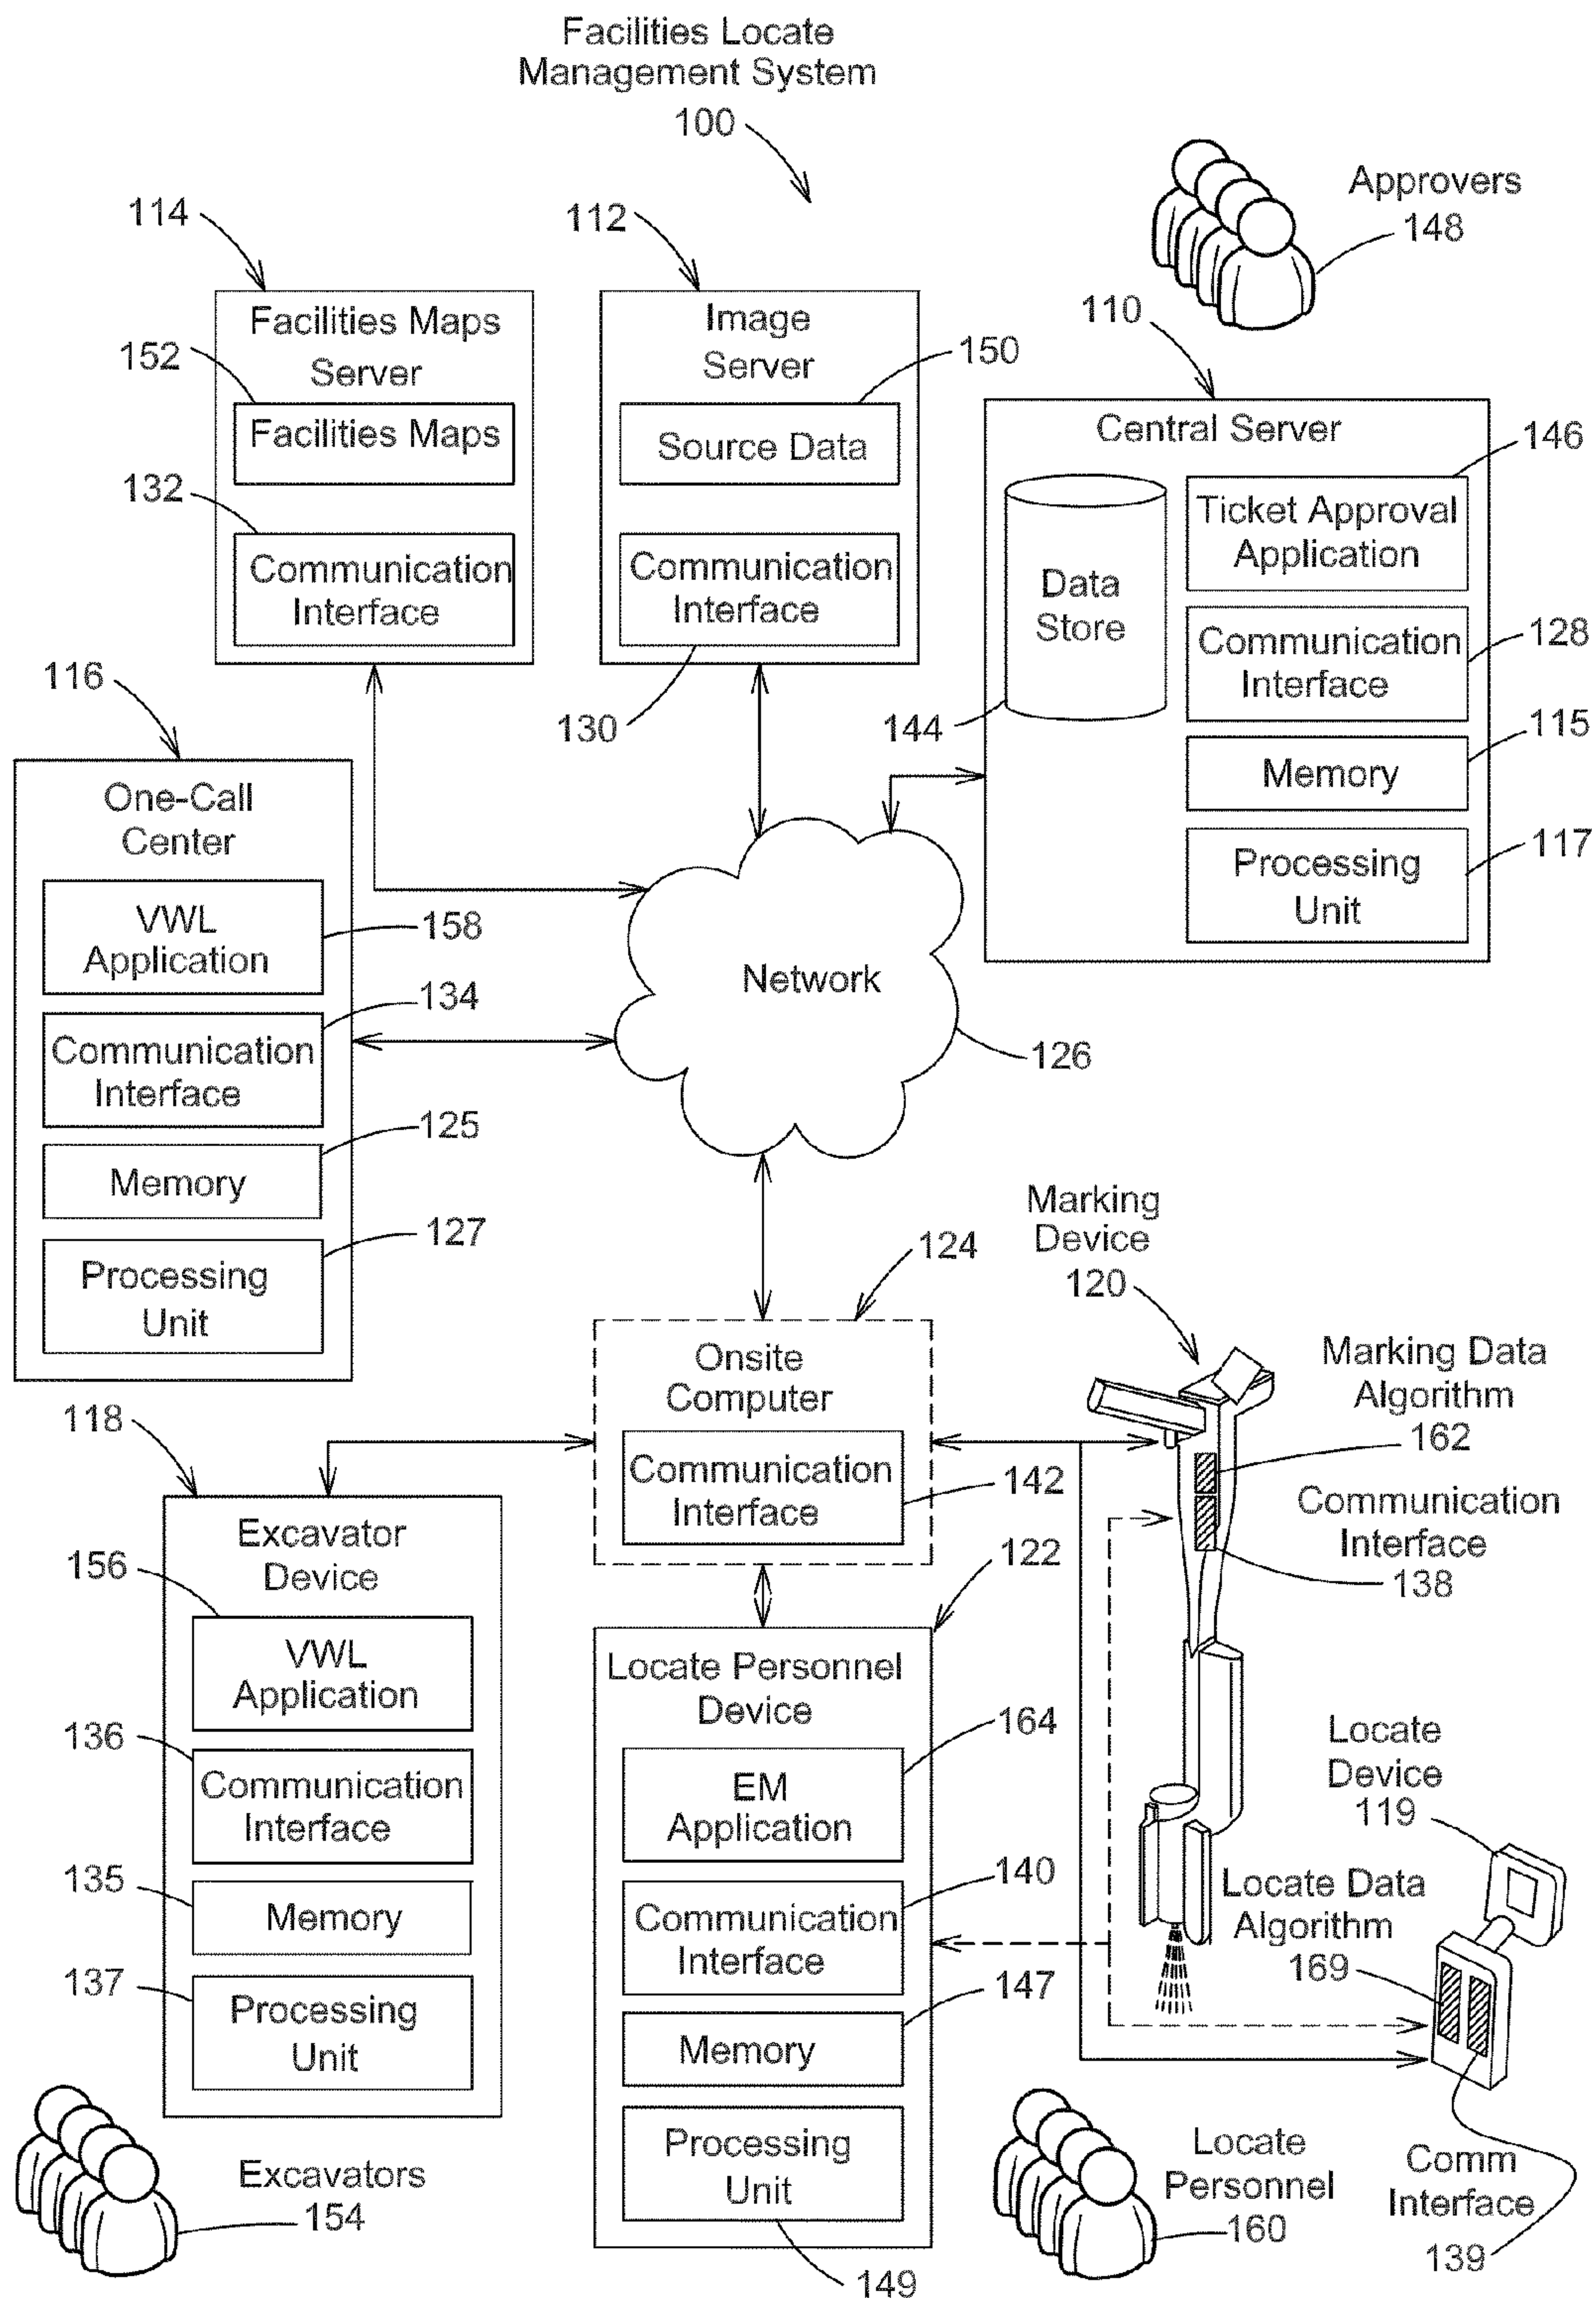 Facilities Locate
Management System
100
Approvers
148
114
Facilities Maps
Server
152
Facilities Maps
132
Communication
Interface
112
Image
Server
150
Source Data
Communication
Interface
130
110
Central Server
146
Ticket Approval
Application
Data
Store
144
Communication
Interface
128
115
Memory
117
Processing
Unit
116
One-Call
Center
VWL
Application
158
134
Communication
Interface
125
Memory
127
Processing
Unit
Network
126
124
Onsite
Computer
Communication
Interface
142
Marking
Device
120
Marking Data
Algorithm
162
Communication
Interface
138
118
Excavator
Device
156
VWL
Application
136
Communication
Interface
135
Memory
137
Processing
Unit
122
Locate Personnel
Device
164
EM
Application
140
Communication
Interface
147
Memory
Processing
Unit
149
Locate
Device
119
Locate Data
Algorithm
169
Comm
Interface
139
Excavators
154
Locate
Personnel
160